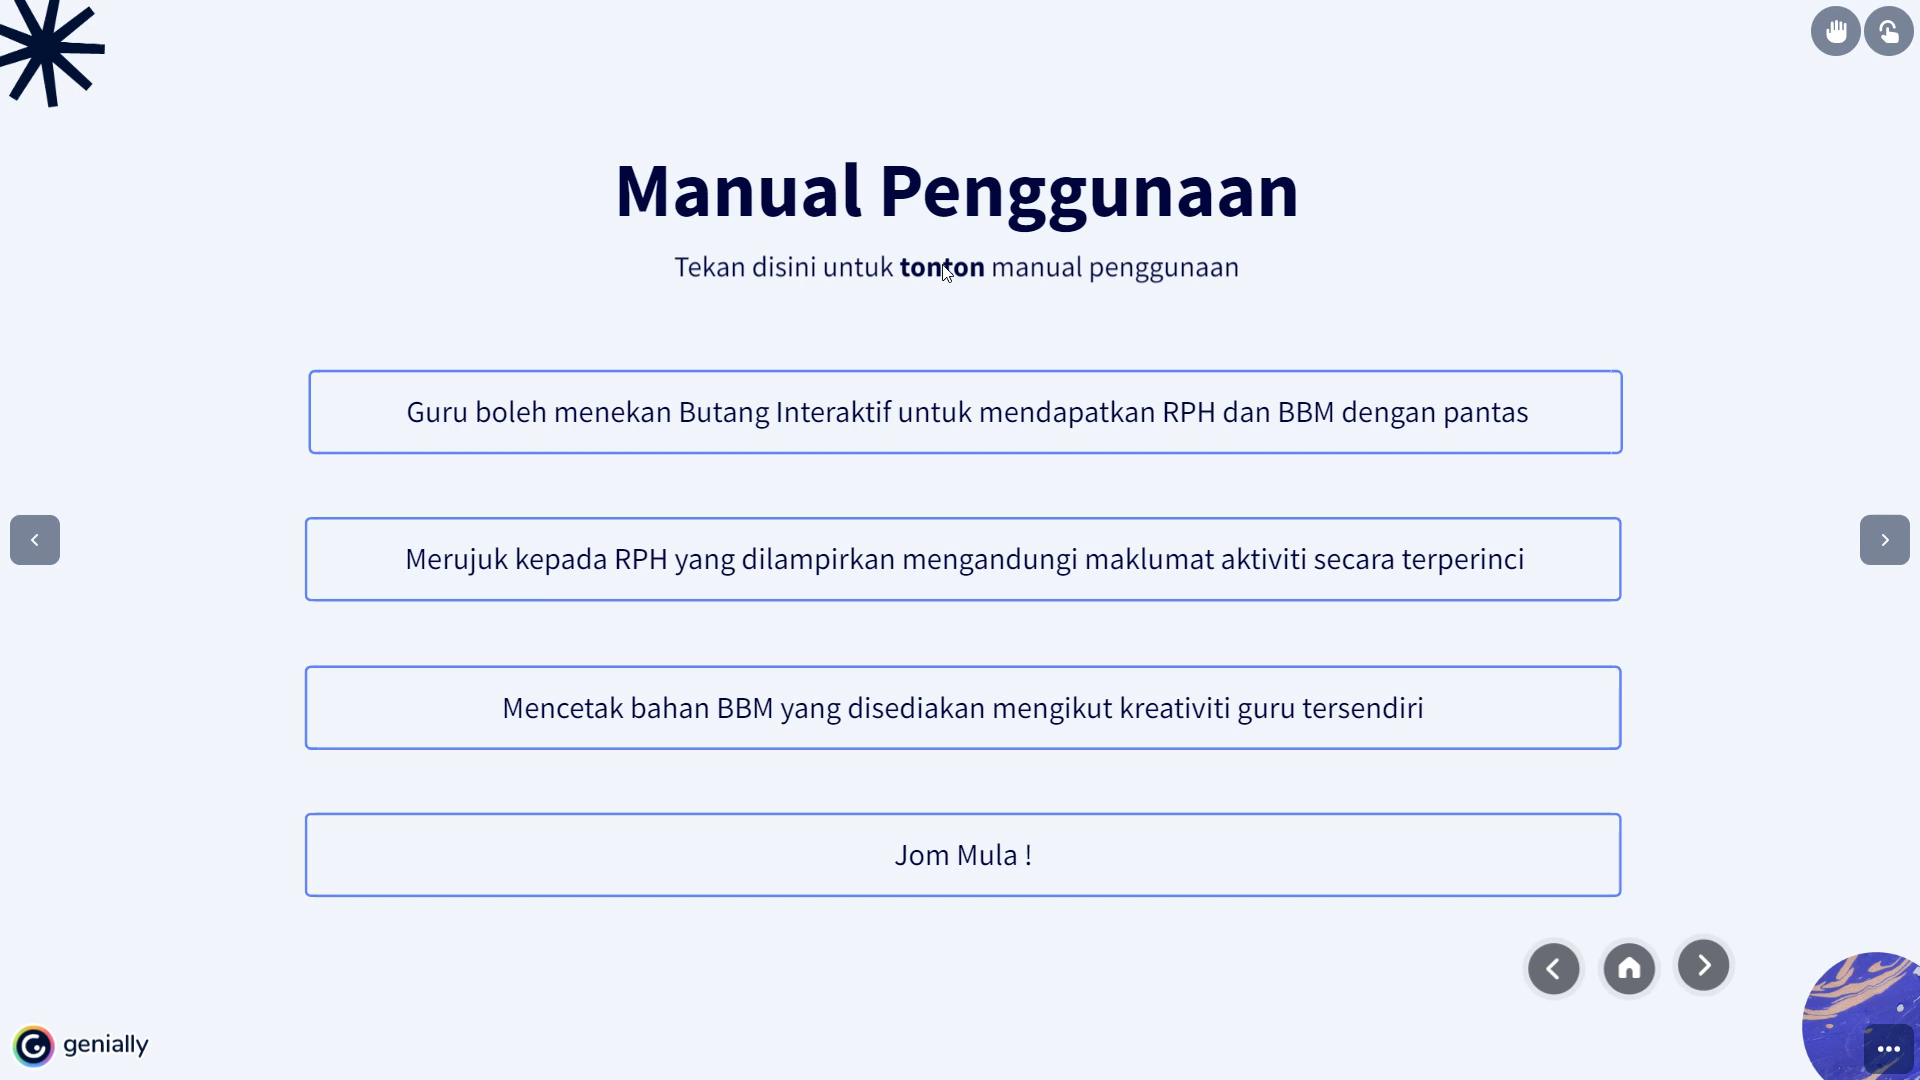 Manual Penggunaan
Tekan disini untuk tonton manual penggunaan
Guru boleh menekan Butang Interaktif untuk mendapatkan RPH dan BBM dengan pantas
Merujuk kepada RPH yang dilampirkan mengandungi maklumat aktiviti secara terperinci
Mencetak bahan BBM yang disediakan mengikut kreativiti guru tersendiri
Jom Mula !
genially